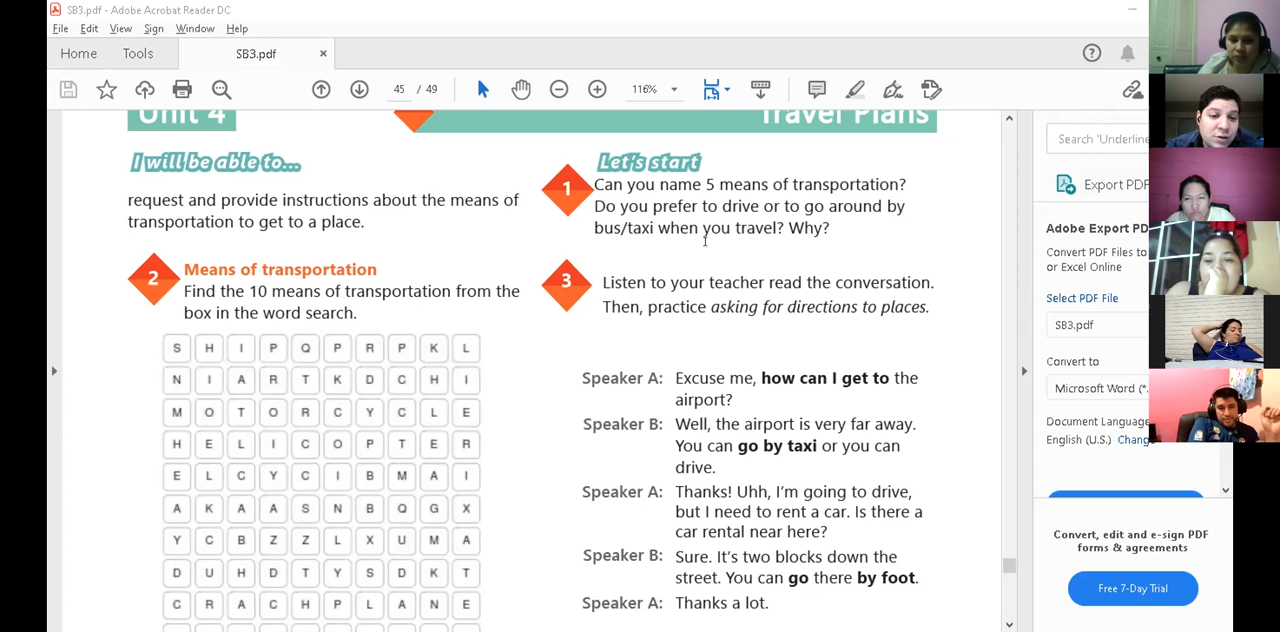 SB3.pdf - Adobe Acrobat Reader DC
File Edit View Sign Window Help
Home Tools SB3.pdf ×
45 / 49 116%
Unit 4 Travel Plans
I will be able to...
request and provide instructions about the means of
transportation to get to a place.
Let's start
1 Can you name 5 means of transportation?
Do you prefer to drive or to go around by
bus/taxi when you travel? Why?
2 Means of transportation
Find the 10 means of transportation from the
box in the word search.
S H I P Q P R P K L
N I A R T K D C H I
M O T O R C Y C L E
H E L I C O P T E R
E L C Y C I B M A I
A K A A S N B Q G X
Y C B Z Z L X U M A
D U H D T Y S D K T
C R A C H P L A N E
3 Listen to your teacher read the conversation.
Then, practice asking for directions to places.
Speaker A: Excuse me, how can I get to the
airport?
Speaker B: Well, the airport is very far away.
You can go by taxi or you can
drive.
Speaker A: Thanks! Uhh, I'm going to drive,
but I need to rent a car. Is there a
car rental near here?
Speaker B: Sure. It's two blocks down the
street. You can go there by foot.
Speaker A: Thanks a lot.
Search 'Underline
Export PDF
Adobe Export PD
Convert PDF Files to
or Excel Online
Select PDF File
SB3.pdf
Convert to
Microsoft Word (*.
Document Language
English (U.S.) Change
Convert, edit and e-sign PDF
forms & agreements
Free 7-Day Trial